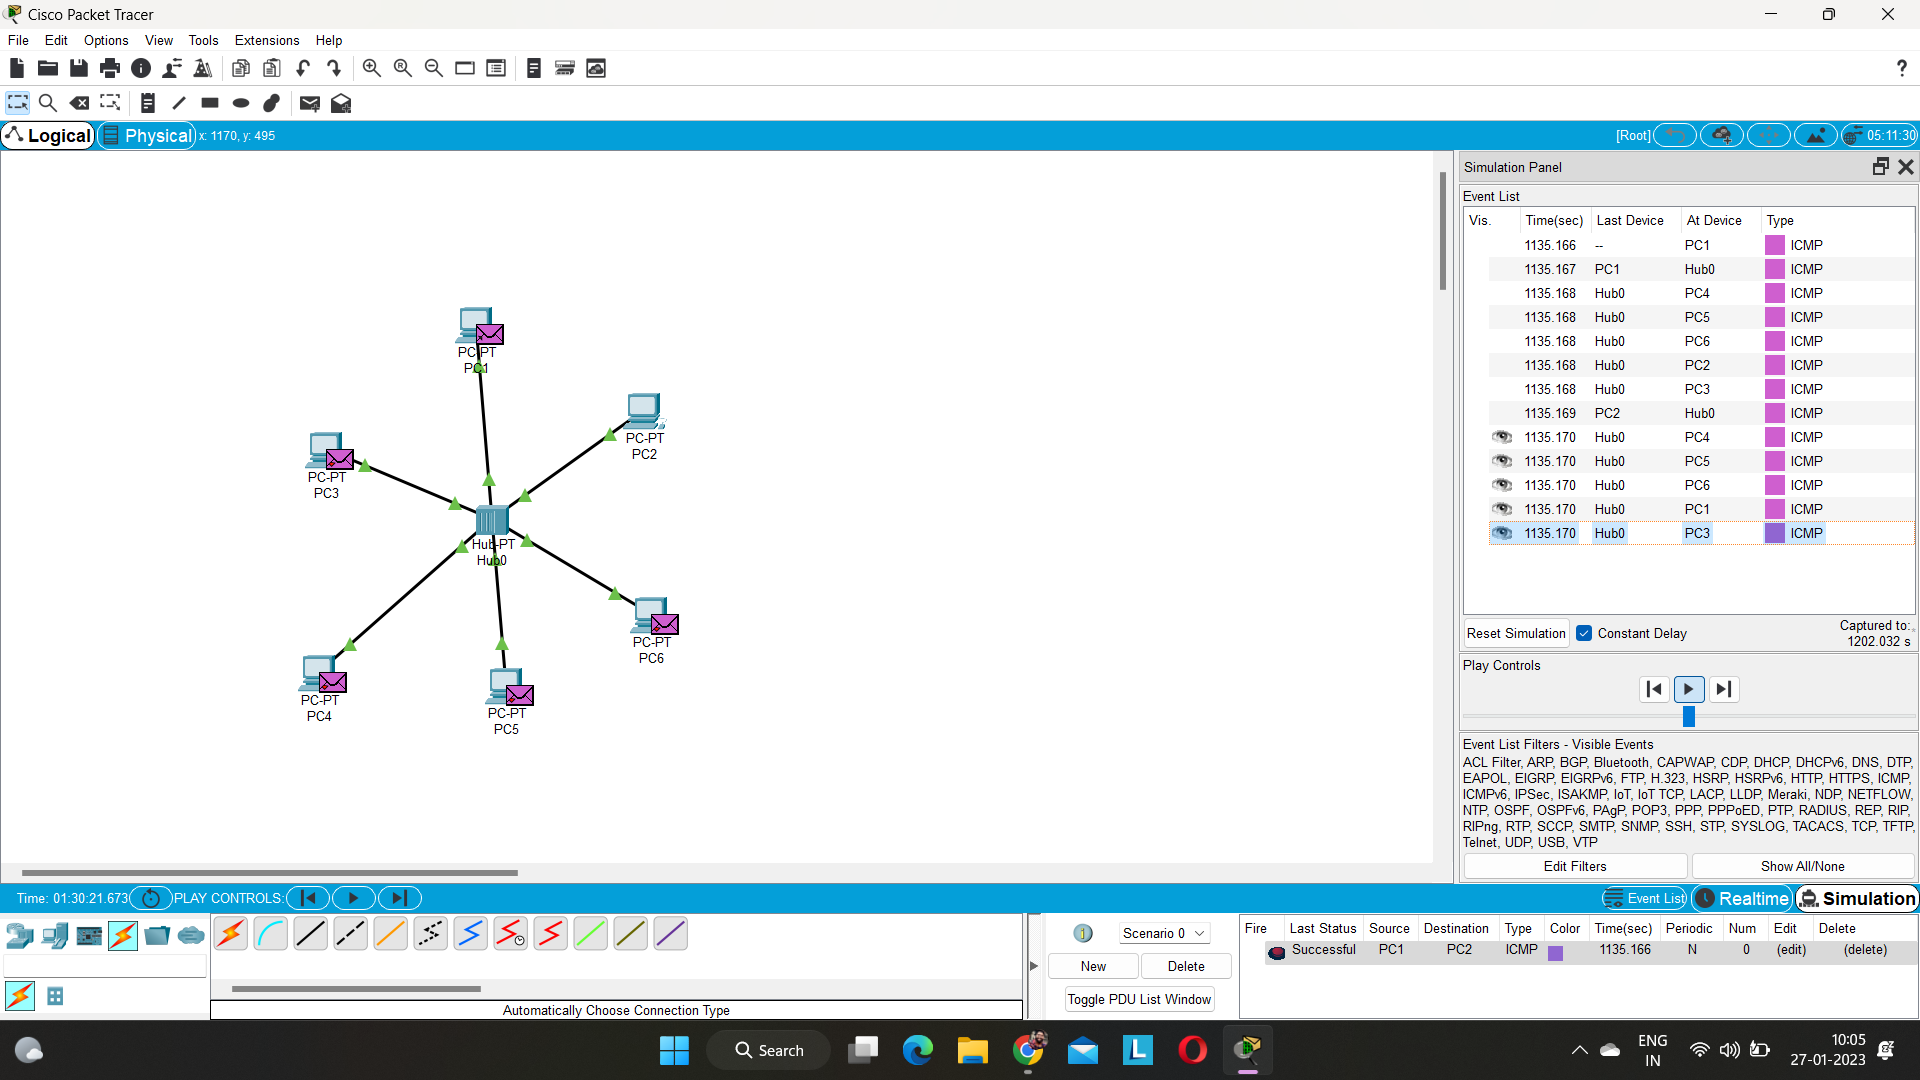 Cisco Packet Tracer
File Edit Options View Tools Extensions Help
?
Logical Physical x: 1170, y: 495 [Root] 05:11:30
Simulation Panel
Event List
Vis. Time(sec) Last Device At Device Type
1135.166 -- PC1 ICMP
1135.167 PC1 Hub0 ICMP
1135.168 Hub0 PC4 ICMP
1135.168 Hub0 PC5 ICMP
1135.168 Hub0 PC6 ICMP
1135.168 Hub0 PC2 ICMP
1135.168 Hub0 PC3 ICMP
1135.169 PC2 Hub0 ICMP
1135.170 Hub0 PC4 ICMP
1135.170 Hub0 PC5 ICMP
1135.170 Hub0 PC6 ICMP
1135.170 Hub0 PC1 ICMP
1135.170 Hub0 PC3 ICMP
PC-PT
PC1
PC-PT
PC2
PC-PT
PC3
Hub-PT
Hub0
PC-PT
PC6
PC-PT
PC4
PC-PT
PC5
Reset Simulation Constant Delay Captured to:
1202.032 s
Play Controls
Event List Filters - Visible Events
ACL Filter, ARP, BGP, Bluetooth, CAPWAP, CDP, DHCP, DHCPv6, DNS, DTP,
EAPOL, EIGRP, EIGRPv6, FTP, H.323, HSRP, HSRPv6, HTTP, HTTPS, ICMP,
ICMPv6, IPSec, ISAKMP, IoT, IoT TCP, LACP, LLDP, Meraki, NDP, NETFLOW,
NTP, OSPF, OSPFv6, PAgP, POP3, PPP, PPPoED, PTP, RADIUS, REP, RIP,
RIPng, RTP, SCCP, SMTP, SNMP, SSH, STP, SYSLOG, TACACS, TCP, TFTP,
Telnet, UDP, USB, VTP
Edit Filters Show All/None
Time: 01:30:21.673 PLAY CONTROLS: Event List Realtime Simulation
Scenario 0
New Delete
Toggle PDU List Window
Fire Last Status Source Destination Type Color Time(sec) Periodic Num Edit Delete
Successful PC1 PC2 ICMP 1135.166 N 0 (edit) (delete)
Automatically Choose Connection Type
Search
L
ENG
IN
10:05
27-01-2023